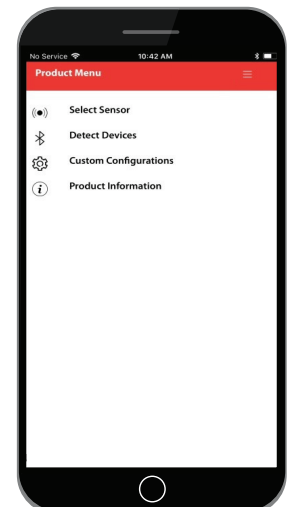 No Service 10:42 AM
Product Menu
Select Sensor
Detect Devices
Custom Configurations
Product Information